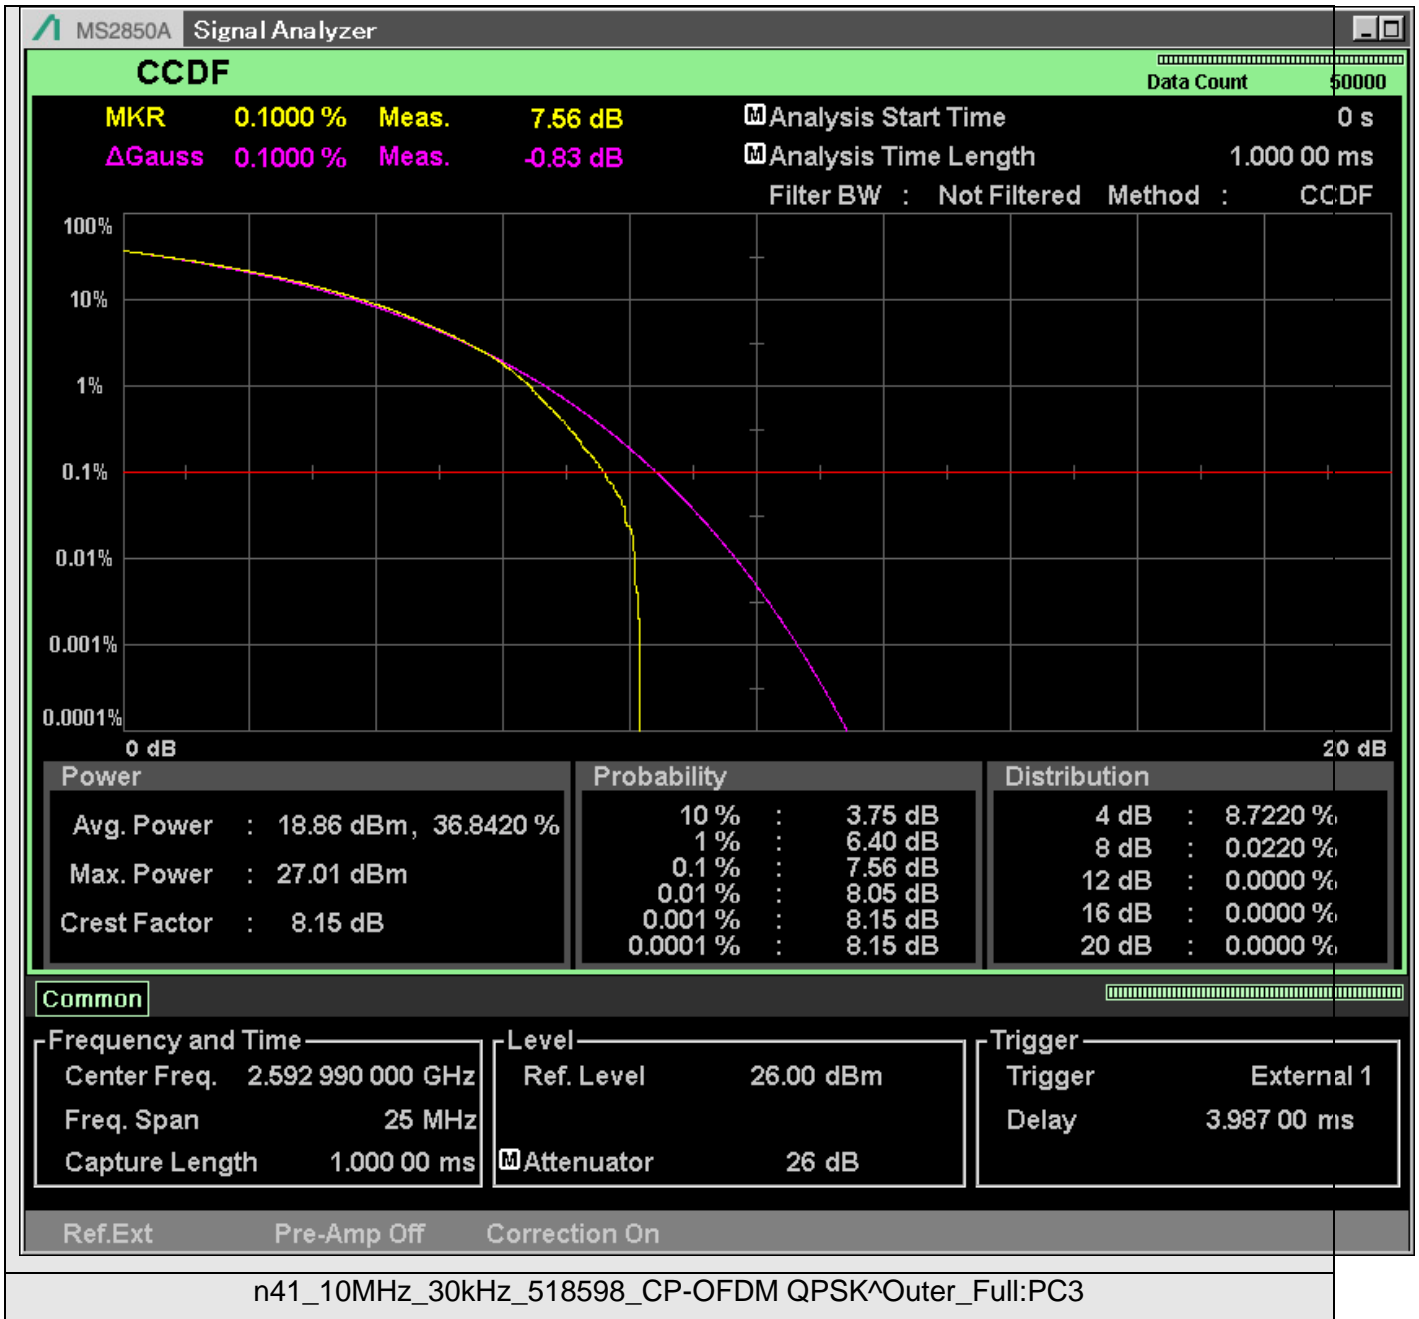 MS2850A Signal Analyzer
CCDF
Data Count 50000
MKR 0.1000 % Meas. 7.56 dB
ΔGauss 0.1000 % Meas. -0.83 dB
M Analysis Start Time 0 s
M Analysis Time Length 1.000 00 ms
Filter BW : Not Filtered Method : CCDF
100%
10%
1%
0.1%
0.01%
0.001%
0.0001%
0 dB 20 dB
Power
Avg. Power : 18.86 dBm, 36.8420 %
Max. Power : 27.01 dBm
Crest Factor : 8.15 dB
Probability
10 % : 3.75 dB
1 % : 6.40 dB
0.1 % : 7.56 dB
0.01 % : 8.05 dB
0.001 % : 8.15 dB
0.0001 % : 8.15 dB
Distribution
4 dB : 8.7220 %
8 dB : 0.0220 %
12 dB : 0.0000 %
16 dB : 0.0000 %
20 dB : 0.0000 %
Common
Frequency and Time
Center Freq. 2.592 990 000 GHz
Freq. Span 25 MHz
Capture Length 1.000 00 ms
Level
Ref. Level 26.00 dBm
M Attenuator 26 dB
Trigger
Trigger External 1
Delay 3.987 00 ms
Ref.Ext Pre-Amp Off Correction On
n41_10MHz_30kHz_518598_CP-OFDM QPSK^Outer_Full:PC3